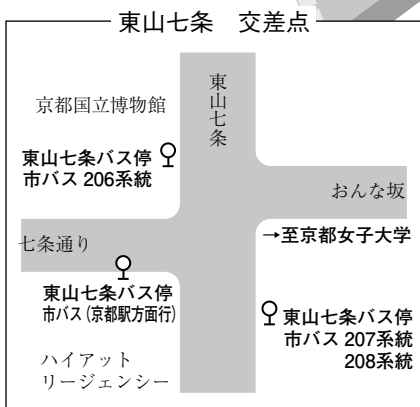 東山七条　交差点
京都国立博物館
東山七条
東山七条バス停
市バス 206系統
おんな坂
→至京都女子大学
七条通り
東山七条バス停
市バス（京都駅方面行）
東山七条バス停
市バス 207系統
208系統
ハイアット
リージェンシー